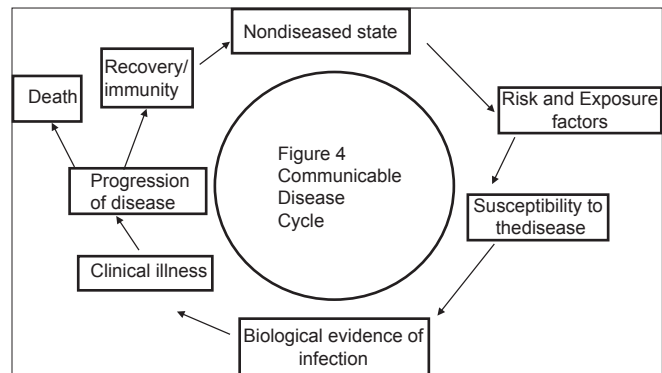 Nondiseased state
Risk and Exposure
factors
Susceptibility to
thedisease
Biological evidence of
infection
Clinical illness
Progression
of disease
Death
Recovery/
immunity
Figure 4
Communicable
Disease
Cycle